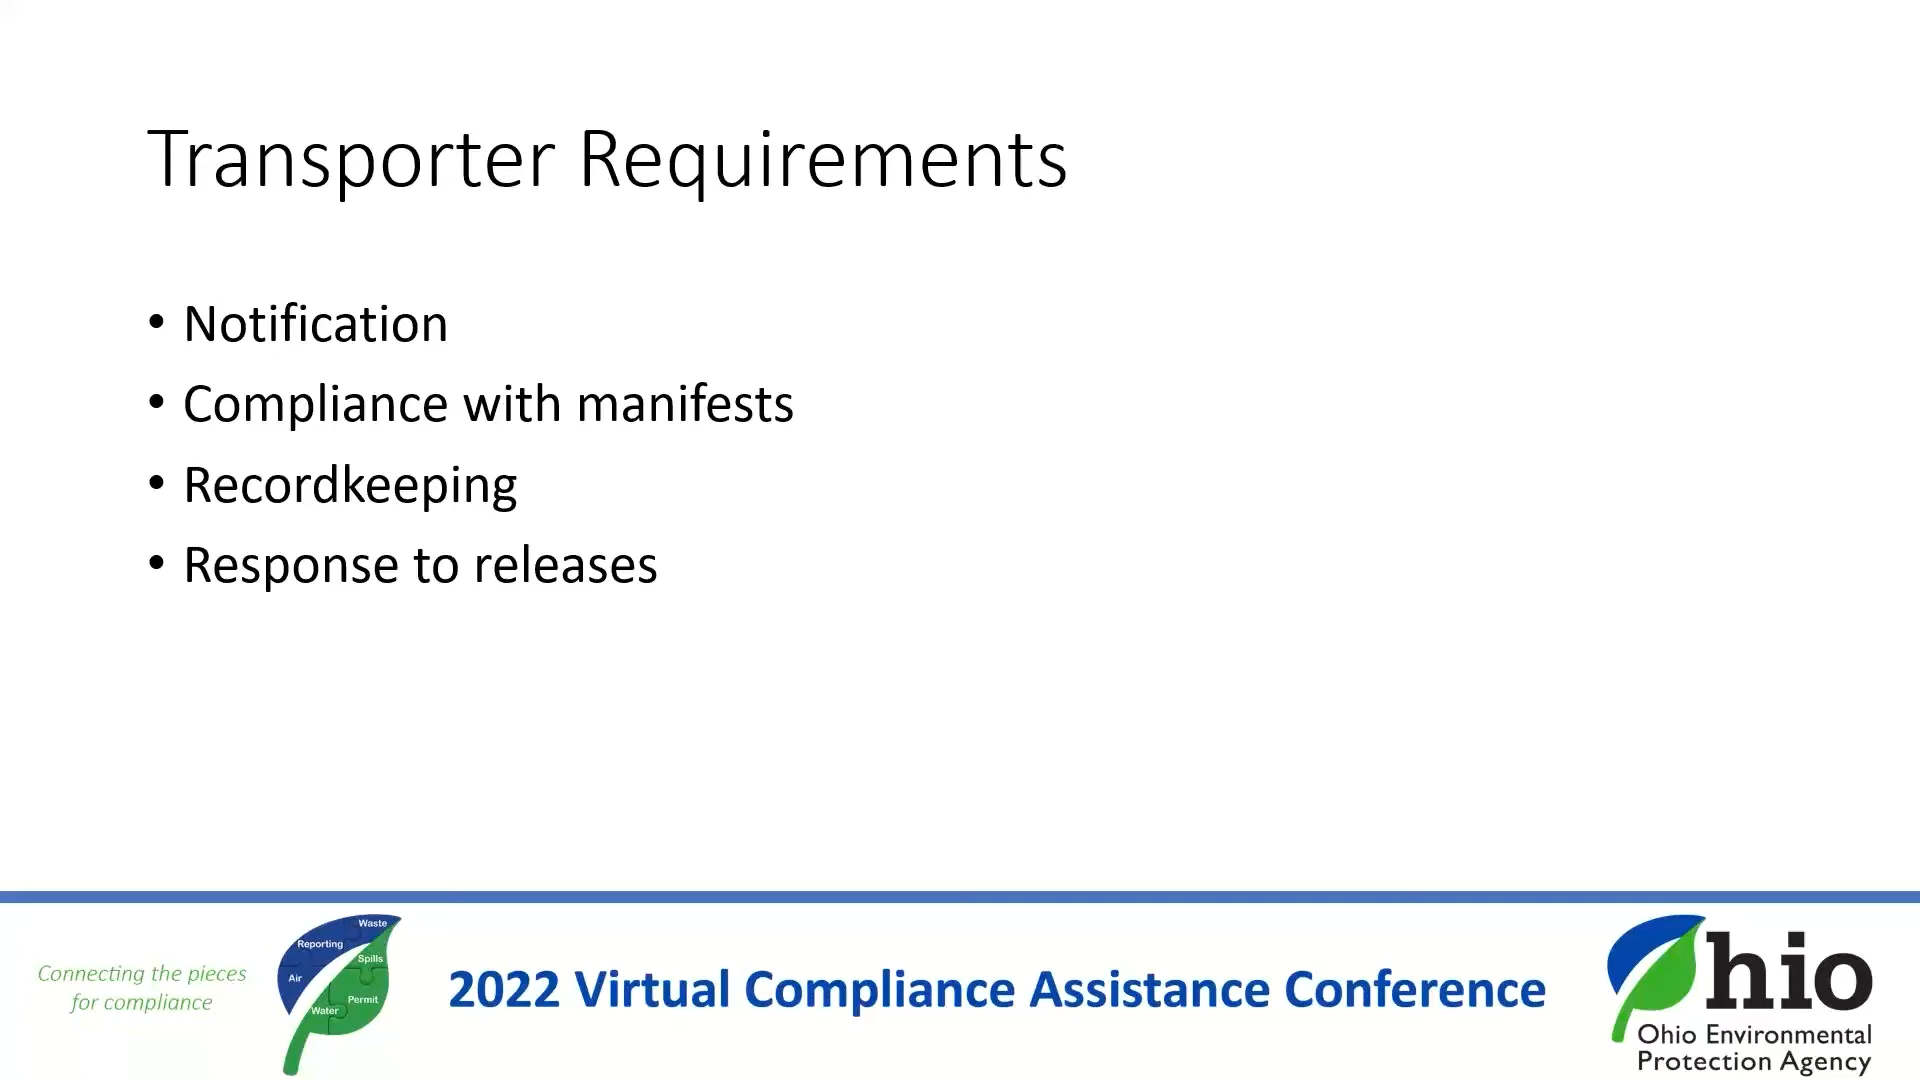 Transporter Requirements
• Notification
• Compliance with manifests
• Recordkeeping
• Response to releases
Connecting the pieces
for compliance
Waste
Reporting
Spills
Air
Permit
Water
2022 Virtual Compliance Assistance Conference
Ohio
Ohio Environmental
Protection Agency